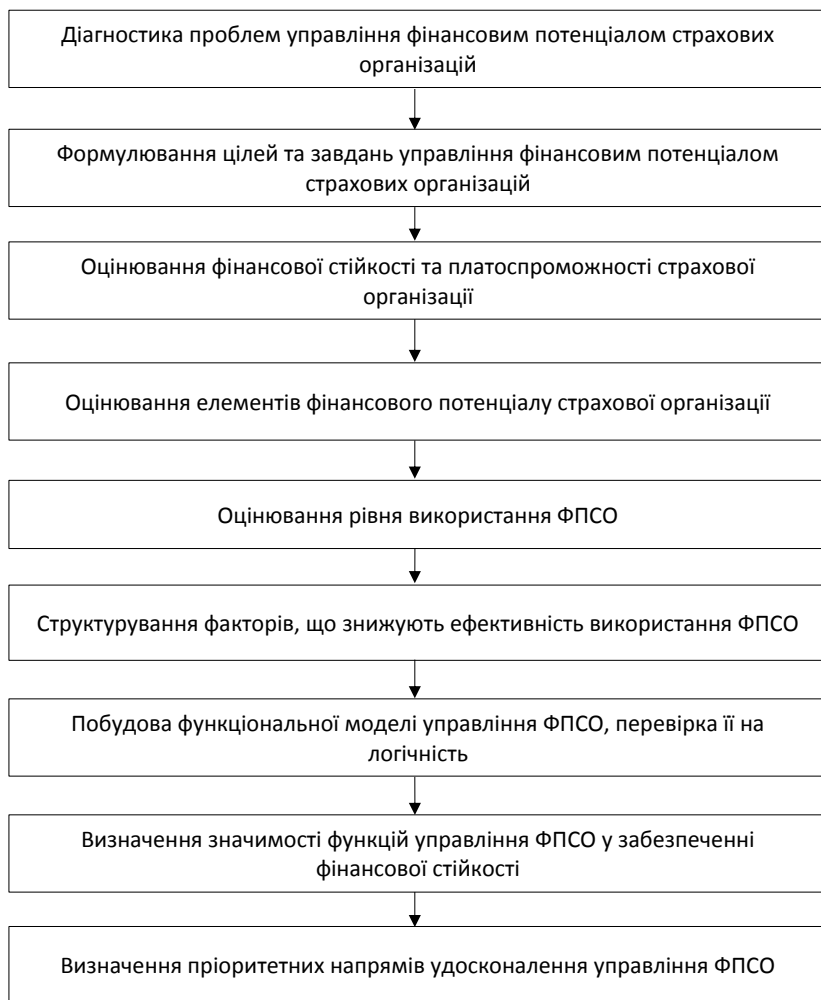 Діагностика проблем управління фінансовим потенціалом страхових
організацій
Формулювання цілей та завдань управління фінансовим потенціалом
страхових організацій
Оцінювання фінансової стійкості та платоспроможності страхової
організації
Оцінювання елементів фінансового потенціалу страхової організації
Оцінювання рівня використання ФПСО
Структурування факторів, що знижують ефективність використання ФПСО
Побудова функціональної моделі управління ФПСО, перевірка її на
логічність
Визначення значимості функцій управління ФПСО у забезпеченні
фінансової стійкості
Визначення пріоритетних напрямів удосконалення управління ФПСО